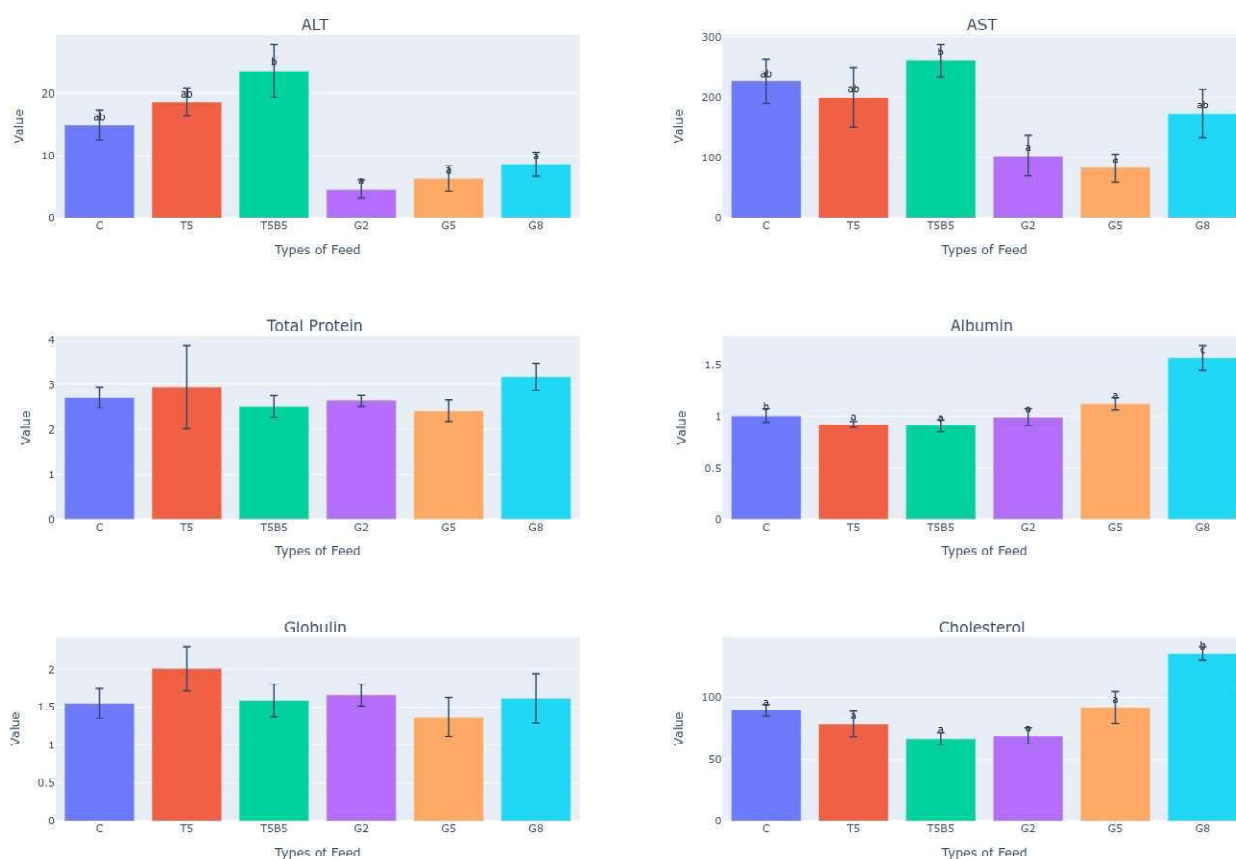 ALT
Value
20
10
0
ab
ab
b
a
a
a
C T5 T5B5 G2 G5 G8
Types of Feed
AST
Value
300
200
100
0
ab
ab
b
a
a
ab
C T5 T5B5 G2 G5 G8
Types of Feed
Total Protein
Value
4
3
2
1
0
C T5 T5B5 G2 G5 G8
Types of Feed
Albumin
Value
1.5
1
0.5
0
b
a
a
a
c
C T5 T5B5 G2 G5 G8
Types of Feed
Globulin
Value
2
1.5
1
0.5
0
C T5 T5B5 G2 G5 G8
Types of Feed
Cholesterol
Value
100
50
0
a
a
a
a
b
C T5 T5B5 G2 G5 G8
Types of Feed